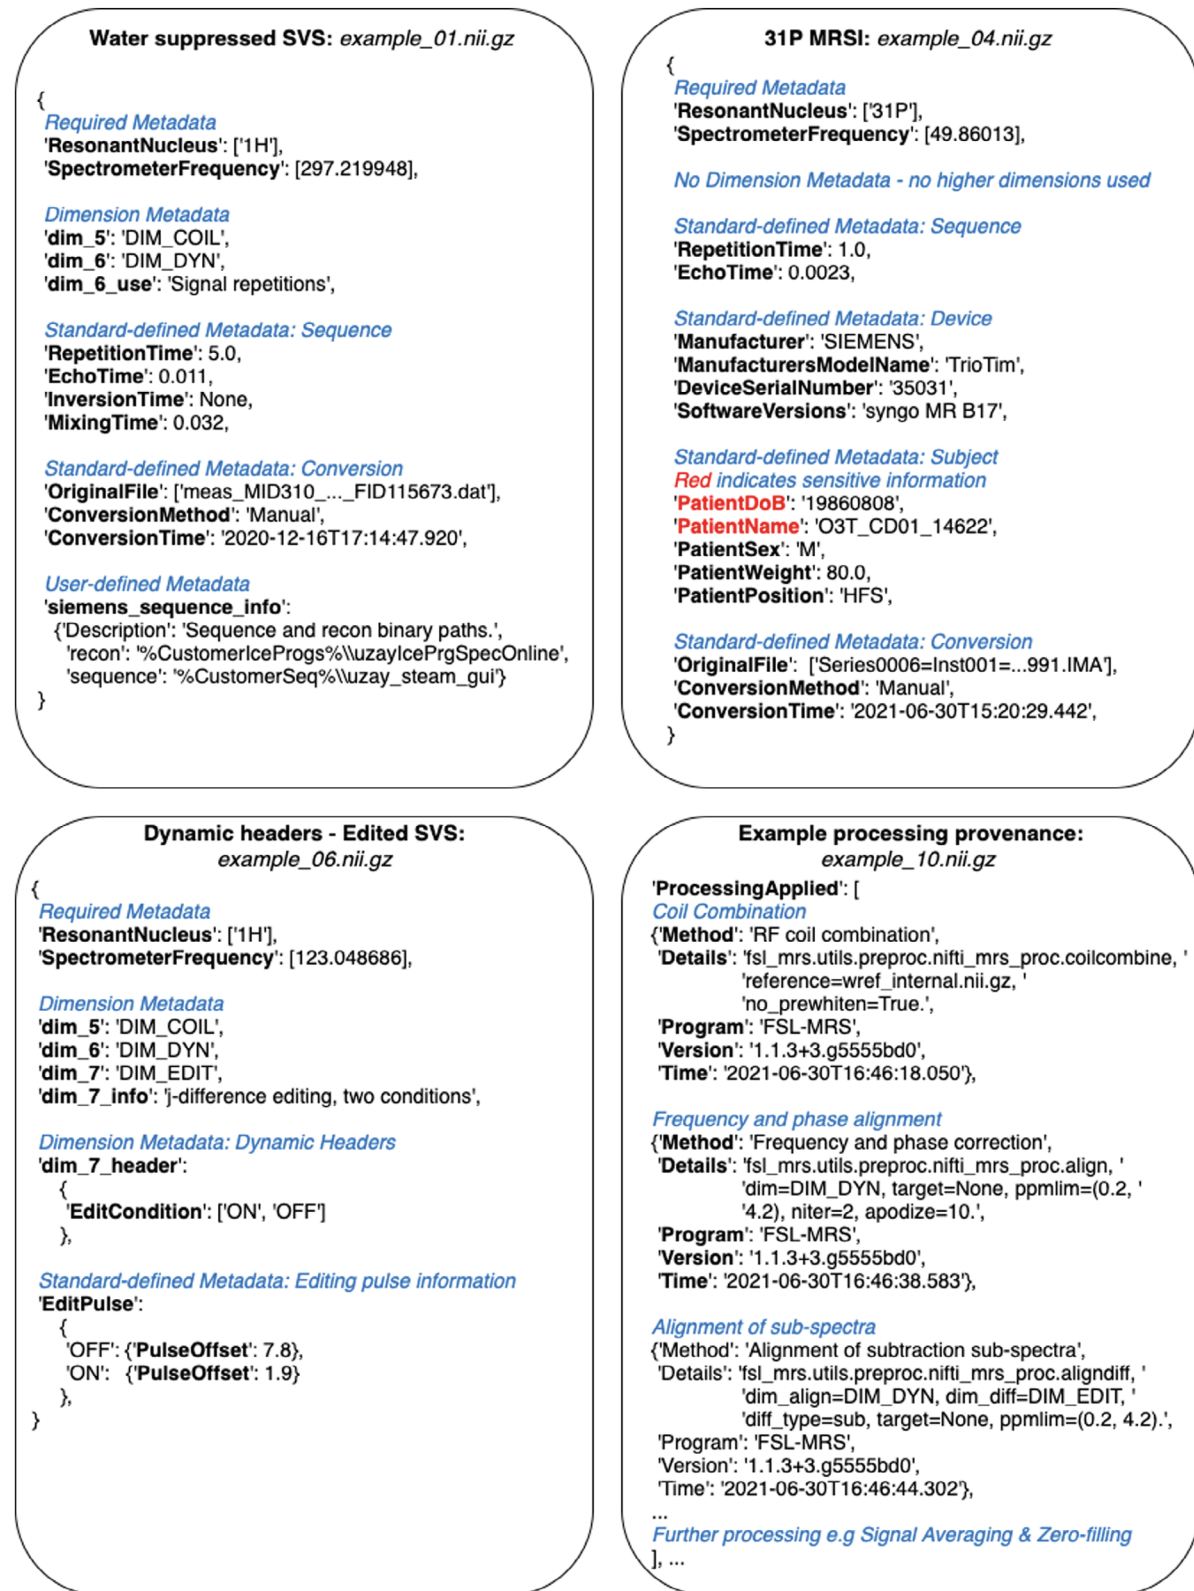 Water suppressed SVS: example_01.nii.gz
{
Required Metadata
'ResonantNucleus': ['1H'],
'SpectrometerFrequency': [297.219948],
Dimension Metadata
'dim_5': 'DIM_COIL',
'dim_6': 'DIM_DYN',
'dim_6_use': 'Signal repetitions',
Standard-defined Metadata: Sequence
'RepetitionTime': 5.0,
'EchoTime': 0.011,
'InversionTime': None,
'MixingTime': 0.032,
Standard-defined Metadata: Conversion
'OriginalFile': ['meas_MID310_..._FID115673.dat'],
'ConversionMethod': 'Manual',
'ConversionTime': '2020-12-16T17:14:47.920',
User-defined Metadata
'siemens_sequence_info':
{'Description': 'Sequence and recon binary paths.',
'recon': '%CustomerIceProgs%\\uzayIcePrgSpecOnline',
'sequence': '%CustomerSeq%\\uzay_steam_gui'}
}
31P MRSI: example_04.nii.gz
{
Required Metadata
'ResonantNucleus': ['31P'],
'SpectrometerFrequency': [49.86013],
No Dimension Metadata - no higher dimensions used
Standard-defined Metadata: Sequence
'RepetitionTime': 1.0,
'EchoTime': 0.0023,
Standard-defined Metadata: Device
'Manufacturer': 'SIEMENS',
'ManufacturersModelName': 'TrioTim',
'DeviceSerialNumber': '35031',
'SoftwareVersions': 'syngo MR B17',
Standard-defined Metadata: Subject
Red indicates sensitive information
'PatientDoB': '19860808',
'PatientName': 'O3T_CD01_14622',
'PatientSex': 'M',
'PatientWeight': 80.0,
'PatientPosition': 'HFS',
Standard-defined Metadata: Conversion
'OriginalFile': ['Series0006=Inst001=...991.IMA'],
'ConversionMethod': 'Manual',
'ConversionTime': '2021-06-30T15:20:29.442',
}
Dynamic headers - Edited SVS:
example_06.nii.gz
{
Required Metadata
'ResonantNucleus': ['1H'],
'SpectrometerFrequency': [123.048686],
Dimension Metadata
'dim_5': 'DIM_COIL',
'dim_6': 'DIM_DYN',
'dim_7': 'DIM_EDIT',
'dim_7_info': 'j-difference editing, two conditions',
Dimension Metadata: Dynamic Headers
'dim_7_header':
{
'EditCondition': ['ON', 'OFF']
},
Standard-defined Metadata: Editing pulse information
'EditPulse':
{
'OFF': {'PulseOffset': 7.8},
'ON': {'PulseOffset': 1.9}
},
}
Example processing provenance:
example_10.nii.gz
'ProcessingApplied': [
Coil Combination
{'Method': 'RF coil combination',
'Details': 'fsl_mrs.utils.preproc.nifti_mrs_proc.coilcombine, '
'reference=wref_internal.nii.gz, '
'no_prewhiten=True.',
'Program': 'FSL-MRS',
'Version': '1.1.3+3.g5555bd0',
'Time': '2021-06-30T16:46:18.050'},
Frequency and phase alignment
{'Method': 'Frequency and phase correction',
'Details': 'fsl_mrs.utils.preproc.nifti_mrs_proc.align, '
'dim=DIM_DYN, target=None, ppmlim=(0.2, '
'4.2), niter=2, apodize=10.',
'Program': 'FSL-MRS',
'Version': '1.1.3+3.g5555bd0',
'Time': '2021-06-30T16:46:38.583'},
Alignment of sub-spectra
{'Method': 'Alignment of subtraction sub-spectra',
'Details': 'fsl_mrs.utils.preproc.nifti_mrs_proc.aligndiff, '
'dim_align=DIM_DYN, dim_diff=DIM_EDIT, '
'diff_type=sub, target=None, ppmlim=(0.2, 4.2).',
'Program': 'FSL-MRS',
'Version': '1.1.3+3.g5555bd0',
'Time': '2021-06-30T16:46:44.302'},
...
Further processing e.g Signal Averaging & Zero-filling
], ...